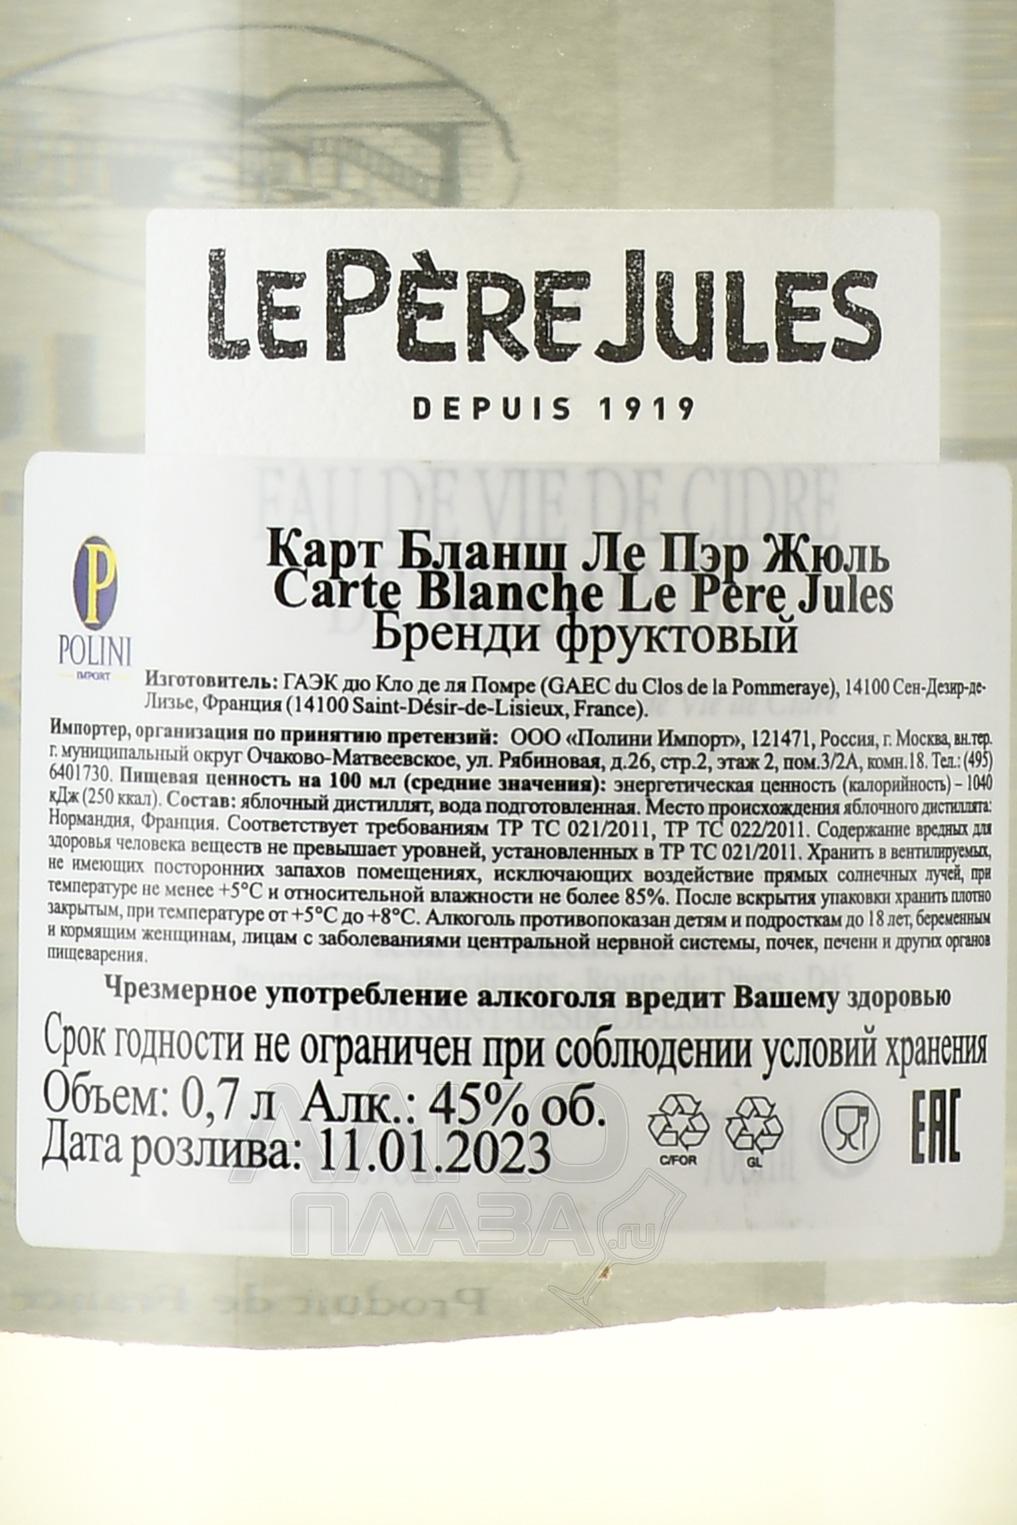 LE PÈRE JULES
DEPUIS 1919
EAU DE VIE DE CIDRE
P
POLINI
IMPORT
Карт Бланш Ле Пэр Жюль
Carte Blanche Le Pere Jules
Бренди фруктовый
Изготовитель: ГАЭК дю Кло де ля Помре (GAEC du Clos de la Pommeraye), 14100 Сен-Дезир-де-
Лизье, Франция (14100 Saint-Désir-de-Lisieux, France).
Импортер, организация по принятию претензий: ООО «Полини Импорт», 121471, Россия, г. Москва, вн.тер.
г. муниципальный округ Очаково-Матвеевское, ул. Рябиновая, д.26, стр.2, этаж 2, пом.3/2А, комн.18. Тел.: (495)
6401730. Пищевая ценность на 100 мл (средние значения): энергетическая ценность (калорийность) – 1040
кДж (250 ккал). Состав: яблочный дистиллят, вода подготовленная. Место происхождения яблочного дистиллята:
Нормандия, Франция. Соответствует требованиям ТР ТС 021/2011, ТР ТС 022/2011. Содержание вредных для
здоровья человека веществ не превышает уровней, установленных в ТР ТС 021/2011. Хранить в вентилируемых,
не имеющих посторонних запахов помещениях, исключающих воздействие прямых солнечных лучей, при
температуре не менее +5°С и относительной влажности не более 85%. После вскрытия упаковки хранить плотно
закрытым, при температуре от +5°С до +8°С. Алкоголь противопоказан детям и подросткам до 18 лет, беременным
и кормящим женщинам, лицам с заболеваниями центральной нервной системы, почек, печени и других органов
пищеварения.
Чрезмерное употребление алкоголя вредит Вашему здоровью
Срок годности не ограничен при соблюдении условий хранения
Объем: 0,7 л Алк.: 45% об.
Дата розлива: 11.01.2023
C/FOR
GL
EAC
АЛКО
ПЛАЗА.ru
Produit de France